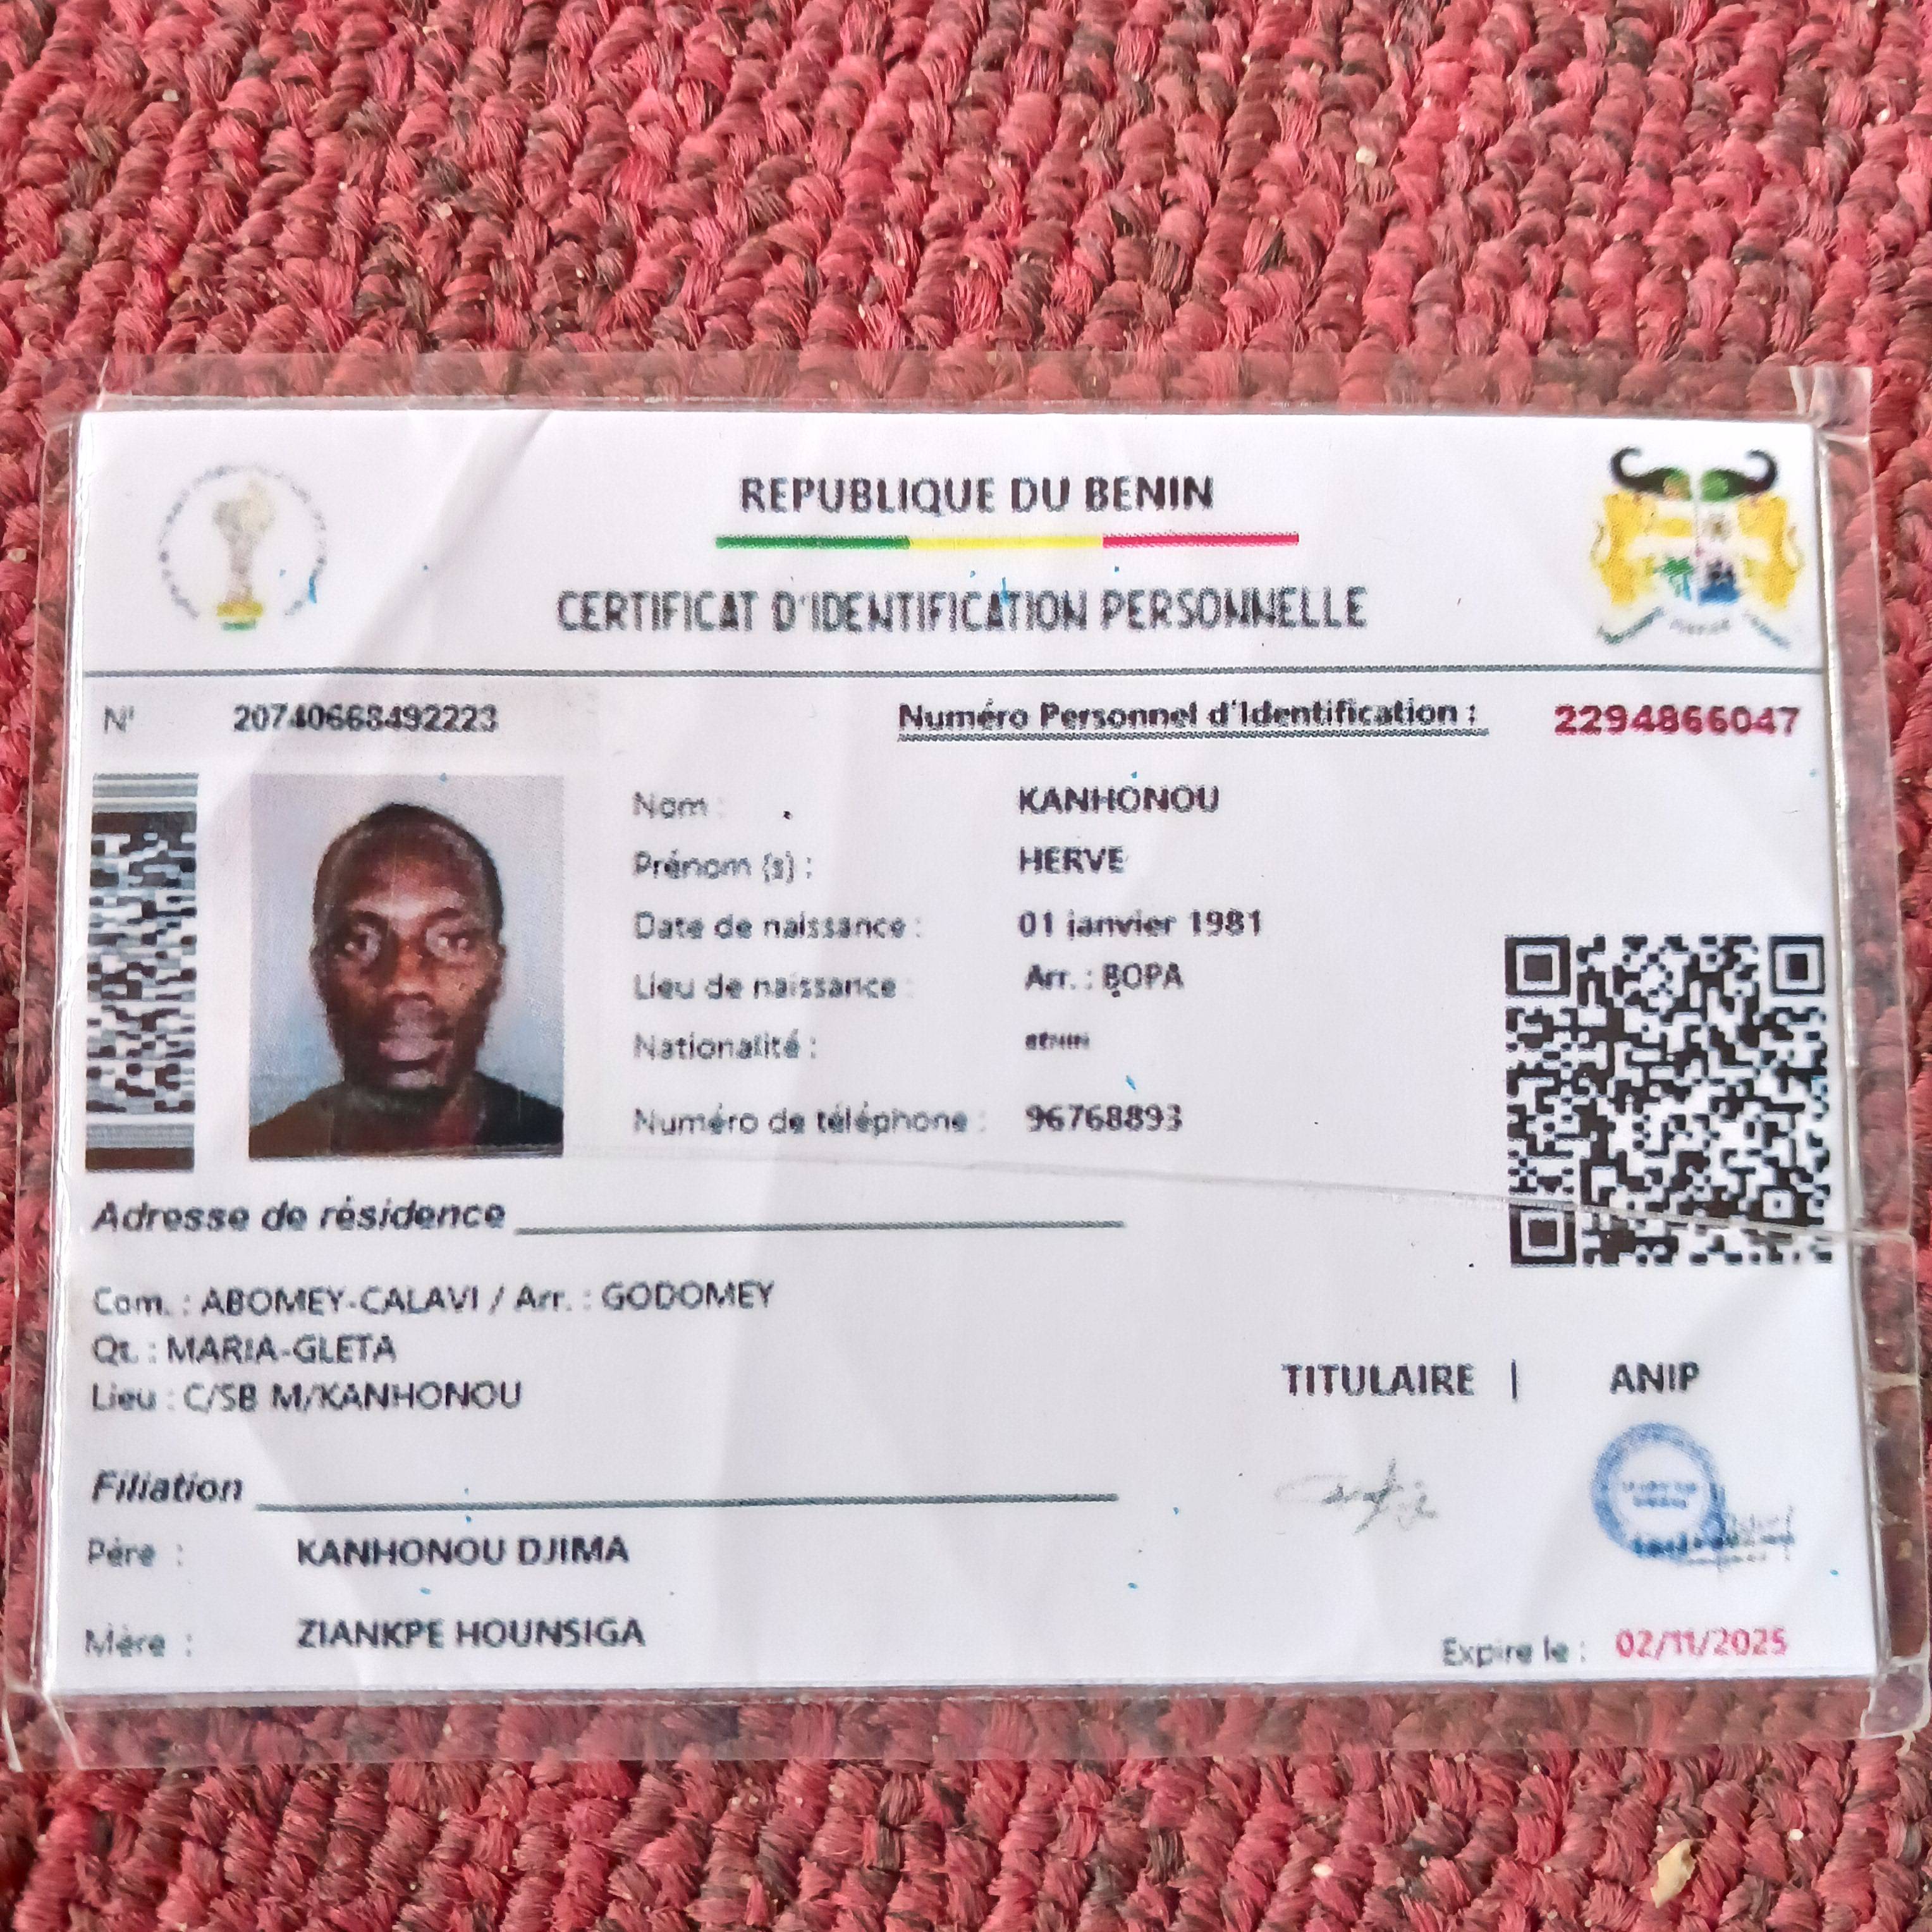 REPUBLIQUE DU BENIN
CERTIFICAT D'IDENTIFICATION PERSONNELLE
N° 20740668492223 Numéro Personnel d'Identification : 2294866047
Nom : KANHONOU
Prénom (s) : HERVE
Date de naissance : 01 janvier 1981
Lieu de naissance : Arr. : BOPA
Nationalité : BENIN
Numéro de téléphone : 96768893
Adresse de résidence
Com. : ABOMEY-CALAVI / Arr. : GODOMEY
Qt. : MARIA-GLETA
Lieu : C/SB M/KANHONOU
TITULAIRE | ANIP
Filiation
Père : KANHONOU DJIMA
Mère : ZIANKPE HOUNSIGA
Expire le : 02/11/2025